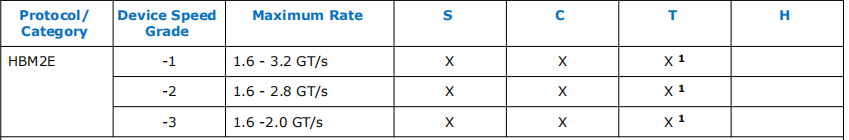 Protocol/ Category Device Speed Grade Maximum Rate S C T H
HBM2E -1 1.6 - 3.2 GT/s X X X 1
-2 1.6 - 2.8 GT/s X X X 1
-3 1.6 -2.0 GT/s X X X 1